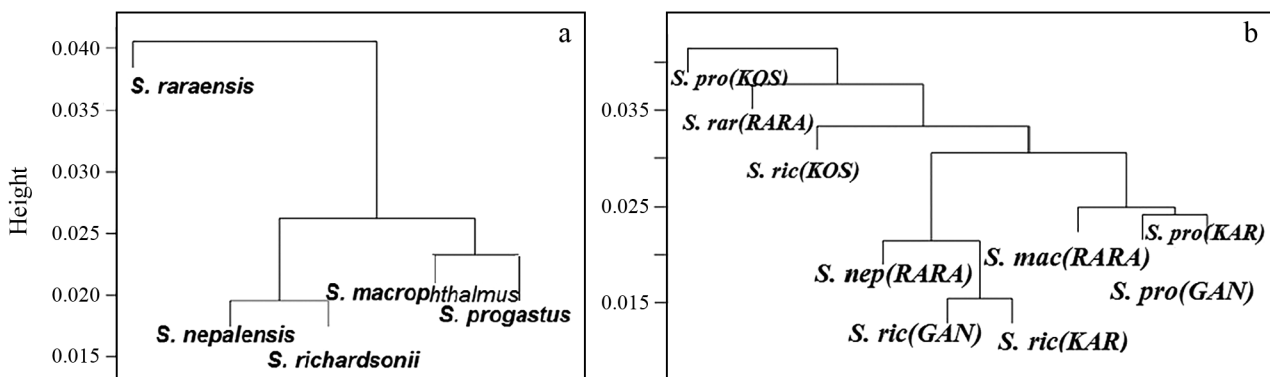 a
Height
0.040
0.035
0.030
0.025
0.020
0.015
S. raraensis
S. macrophthalmus
S. progastus
S. nepalensis
S. richardsonii
b
0.035
0.025
0.015
S. pro(KOS)
S. rar(RARA)
S. ric(KOS)
S. pro(KAR)
S. mac(RARA)
S. nep(RARA)
S. pro(GAN)
S. ric(GAN)
S. ric(KAR)